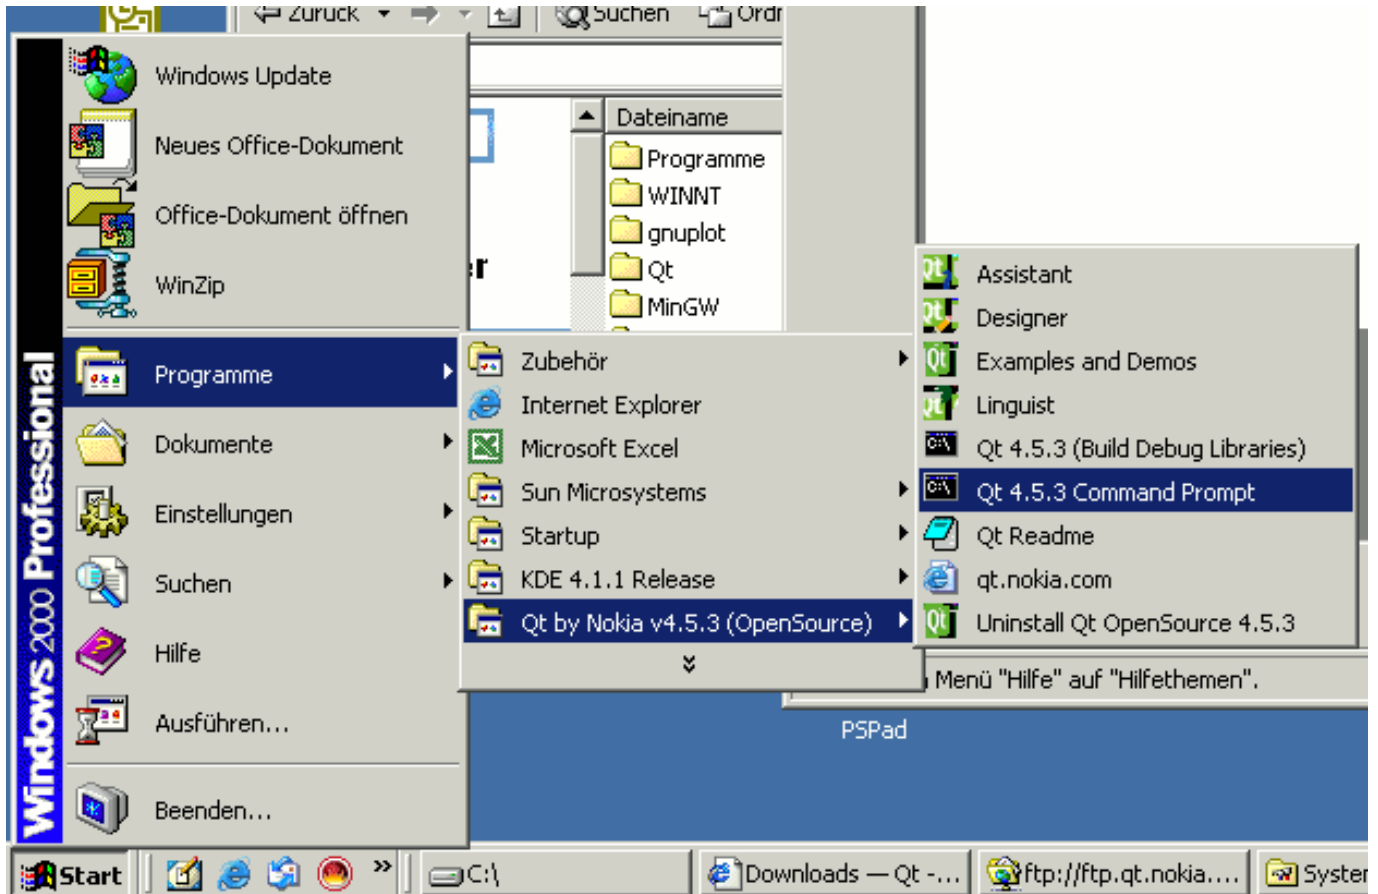 Zurück
Suchen
Windows Update
Neues Office-Dokument
Office-Dokument öffnen
WinZip
Programme
Dokumente
Einstellungen
Suchen
Hilfe
Ausführen...
Beenden...
Windows 2000 Professional
Dateiname
Programme
WINNT
gnuplot
Qt
MinGW
Zubehör
Internet Explorer
Microsoft Excel
Sun Microsystems
Startup
KDE 4.1.1 Release
Qt by Nokia v4.5.3 (OpenSource)
Assistant
Designer
Examples and Demos
Linguist
Qt 4.5.3 (Build Debug Libraries)
Qt 4.5.3 Command Prompt
Qt Readme
qt.nokia.com
Uninstall Qt OpenSource 4.5.3
Menü "Hilfe" auf "Hilfethemen".
PSPad
Start
C:\
Downloads — Qt -...
ftp://ftp.qt.nokia....